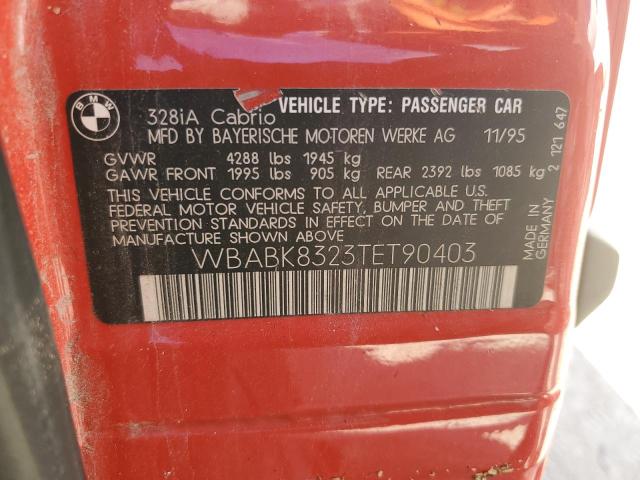 BMW
328iA Cabrio
VEHICLE TYPE: PASSENGER CAR
MFD BY BAYERISCHE MOTOREN WERKE AG 11/95
GVWR 4288 lbs 1945 kg
GAWR FRONT 1995 lbs 905 kg REAR 2392 lbs 1085 kg
THIS VEHICLE CONFORMS TO ALL APPLICABLE U.S.
FEDERAL MOTOR VEHICLE SAFETY, BUMPER AND THEFT
PREVENTION STANDARDS IN EFFECT ON THE DATE OF
MANUFACTURE SHOWN ABOVE
WBABK8323TET90403
MADE IN
GERMANY
2 121 647